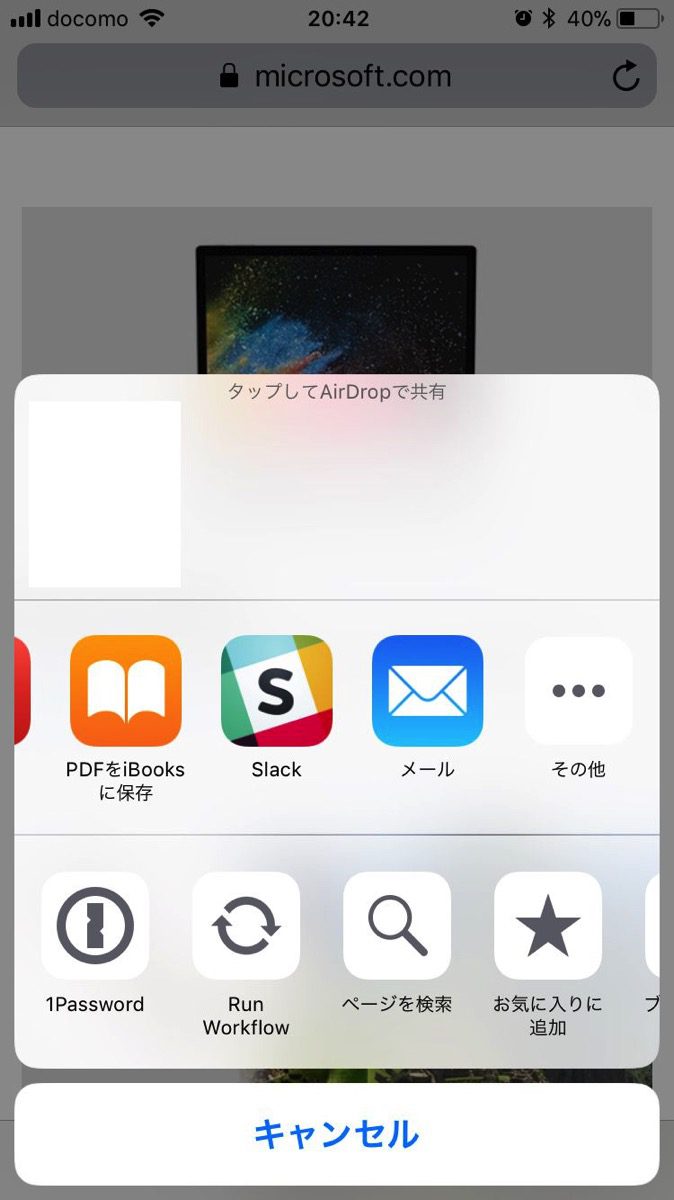 docomo 20:42 40%
microsoft.com
タップしてAirDropで共有
PDFをiBooks
に保存
Slack
メール
その他
1Password
Run
Workflow
ページを検索
お気に入りに
追加
ブ
キャンセル